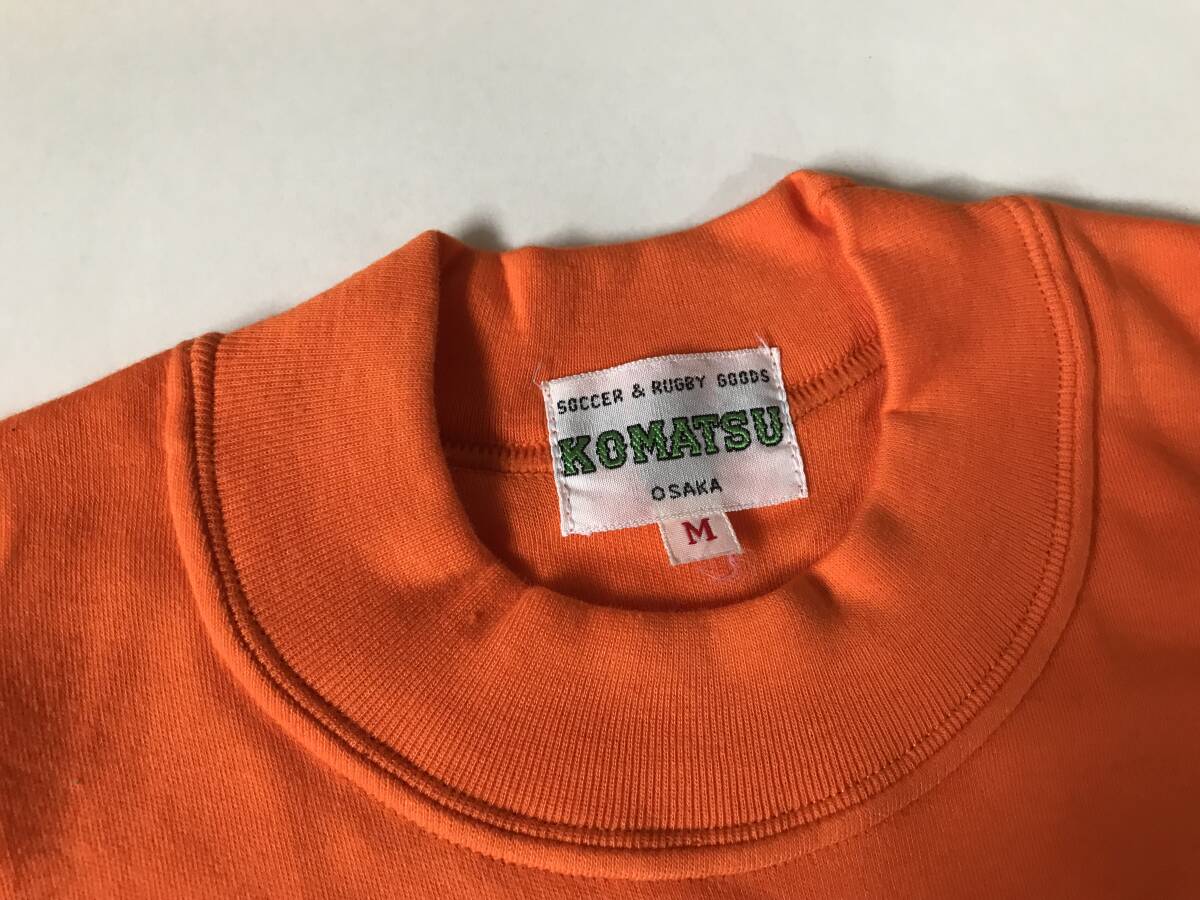 SOCCER & RUGBY GOODS
KOMATSU
OSAKA
M